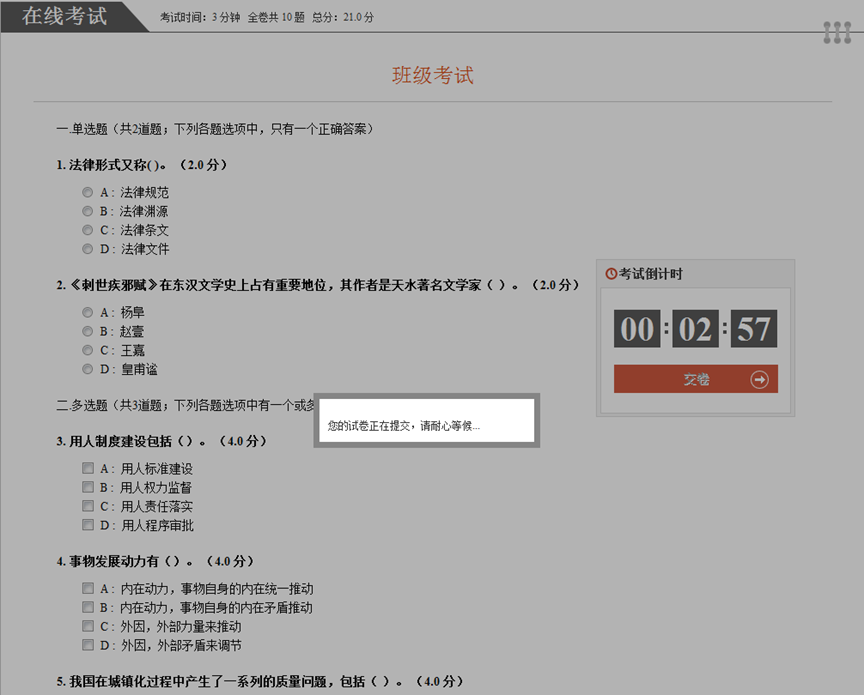 在线考试
考试时间：3 分钟 全卷共 10 题 总分：21.0 分
班级考试
一.单选题（共2道题；下列各题选项中，只有一个正确答案）
1. 法律形式又称( )。（2.0 分）
A： 法律规范
B： 法律渊源
C： 法律条文
D： 法律文件
2. 《刺世疾邪赋》在东汉文学史上占有重要地位，其作者是天水著名文学家（ ）。（2.0 分）
A： 杨阜
B： 赵壹
C： 王嘉
D： 皇甫谧
考试倒计时
00 : 02 : 57
交卷
二.多选题（共3道题；下列各题选项中有一个或多
您的试卷正在提交，请耐心等候...
3. 用人制度建设包括（ ）。（4.0 分）
A： 用人标准建设
B： 用人权力监督
C： 用人责任落实
D： 用人程序审批
4. 事物发展动力有（ ）。（4.0 分）
A： 内在动力，事物自身的内在统一推动
B： 内在动力，事物自身的内在矛盾推动
C： 外因，外部力量来推动
D： 外因，外部矛盾来调节
5. 我国在城镇化过程中产生了一系列的质量问题，包括（ ）。（4.0 分）